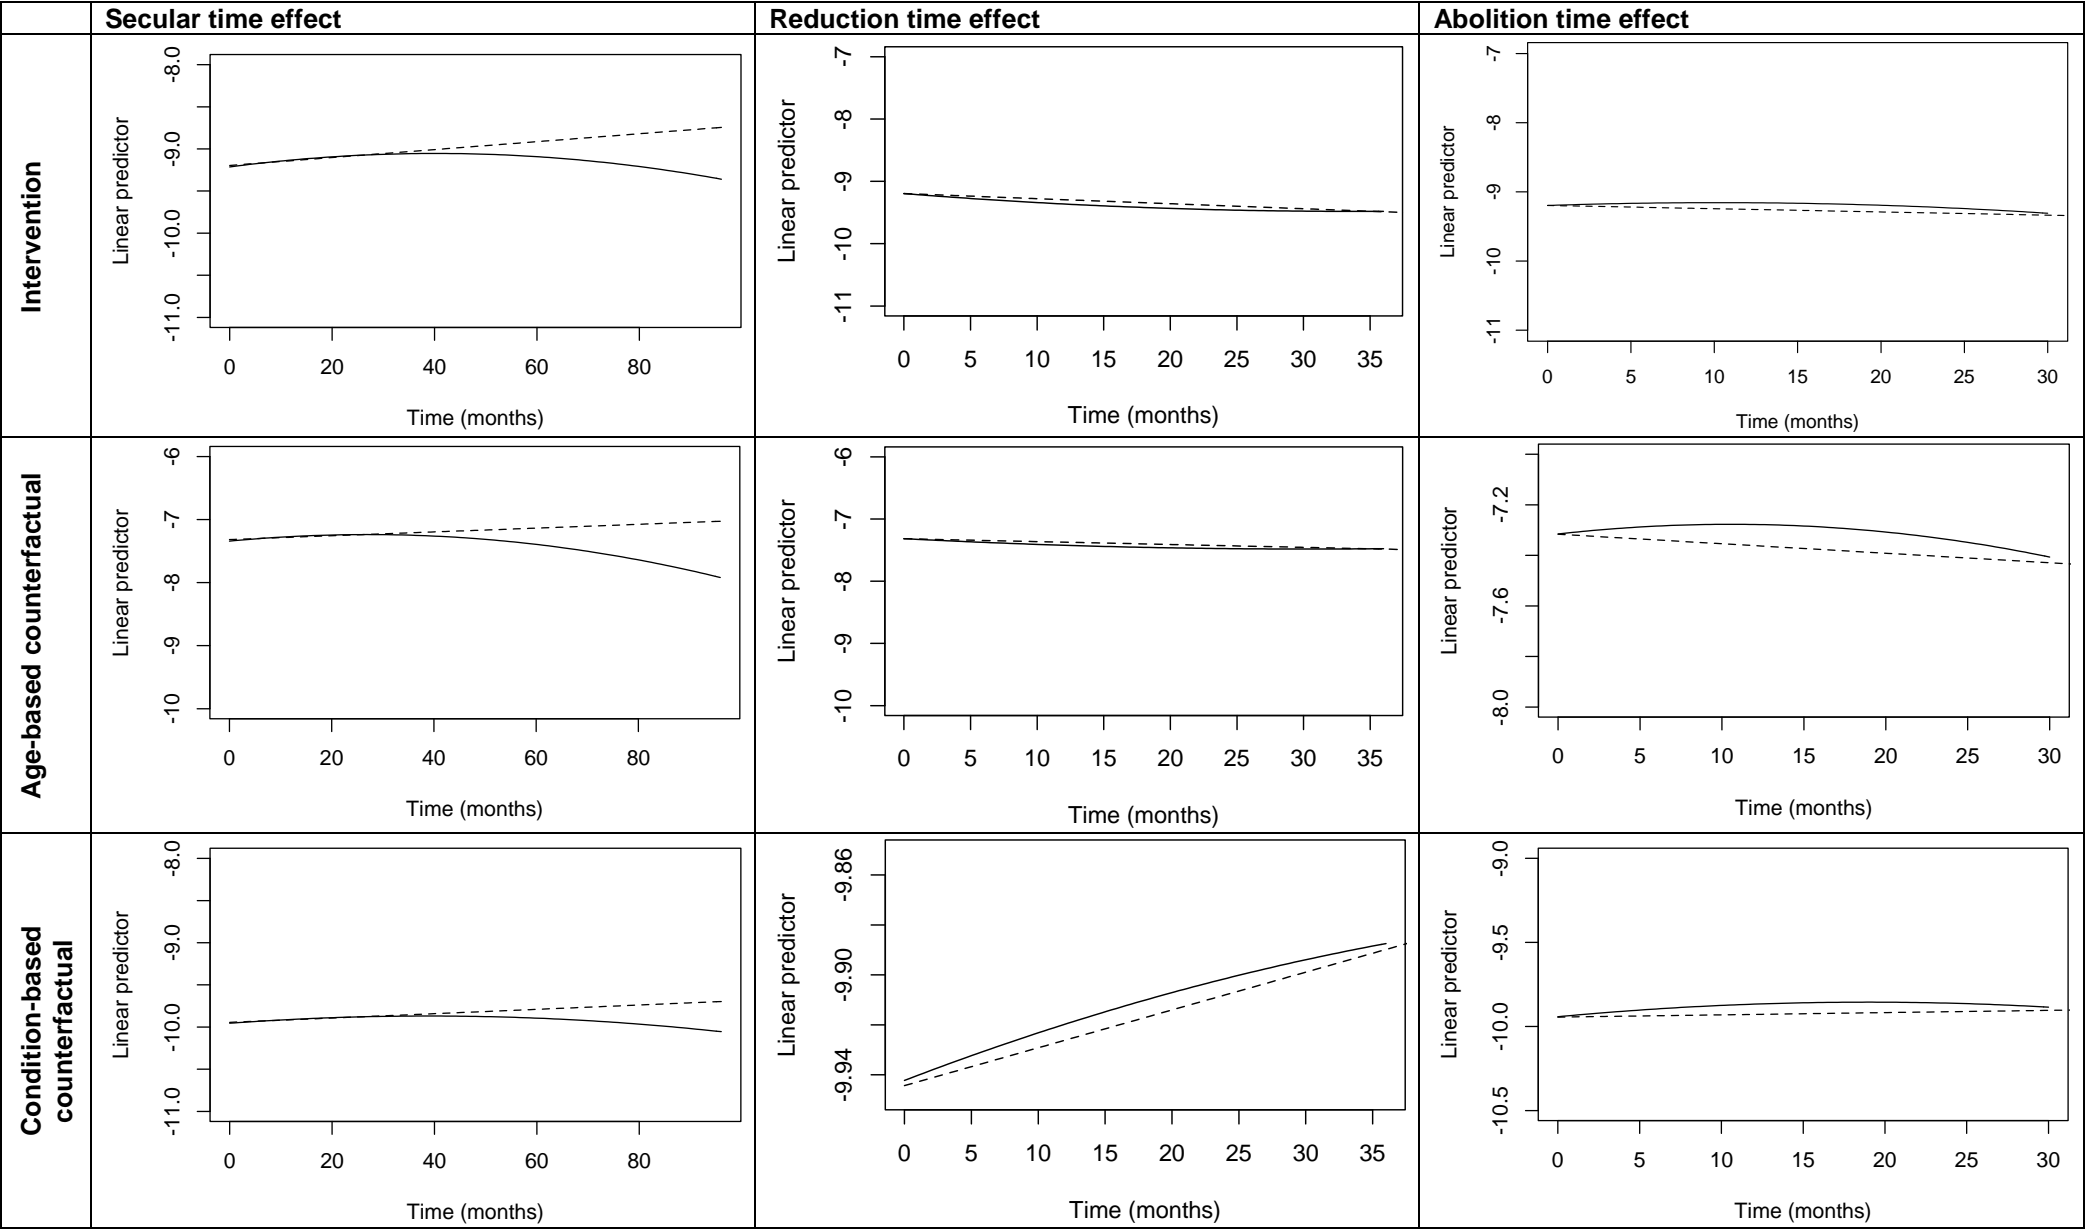 Secular time effect
Reduction time effect
Abolition time effect
Intervention
Linear predictor
-8.0
-9.0
-10.0
-11.0
0 20 40 60 80
Time (months)
Linear predictor
-7
-8
-9
-10
-11
0 5 10 15 20 25 30 35
Time (months)
Linear predictor
-7
-8
-9
-10
-11
0 5 10 15 20 25 30
Time (months)
Age-based counterfactual
Linear predictor
-6
-7
-8
-9
-10
0 20 40 60 80
Time (months)
Linear predictor
-6
-7
-8
-9
-10
0 5 10 15 20 25 30 35
Time (months)
Linear predictor
-7.2
-7.6
-8.0
0 5 10 15 20 25 30
Time (months)
Condition-based
counterfactual
Linear predictor
-8.0
-9.0
-10.0
-11.0
0 20 40 60 80
Time (months)
Linear predictor
-9.86
-9.90
-9.94
0 5 10 15 20 25 30 35
Time (months)
Linear predictor
-9.0
-9.5
-10.0
-10.5
0 5 10 15 20 25 30
Time (months)